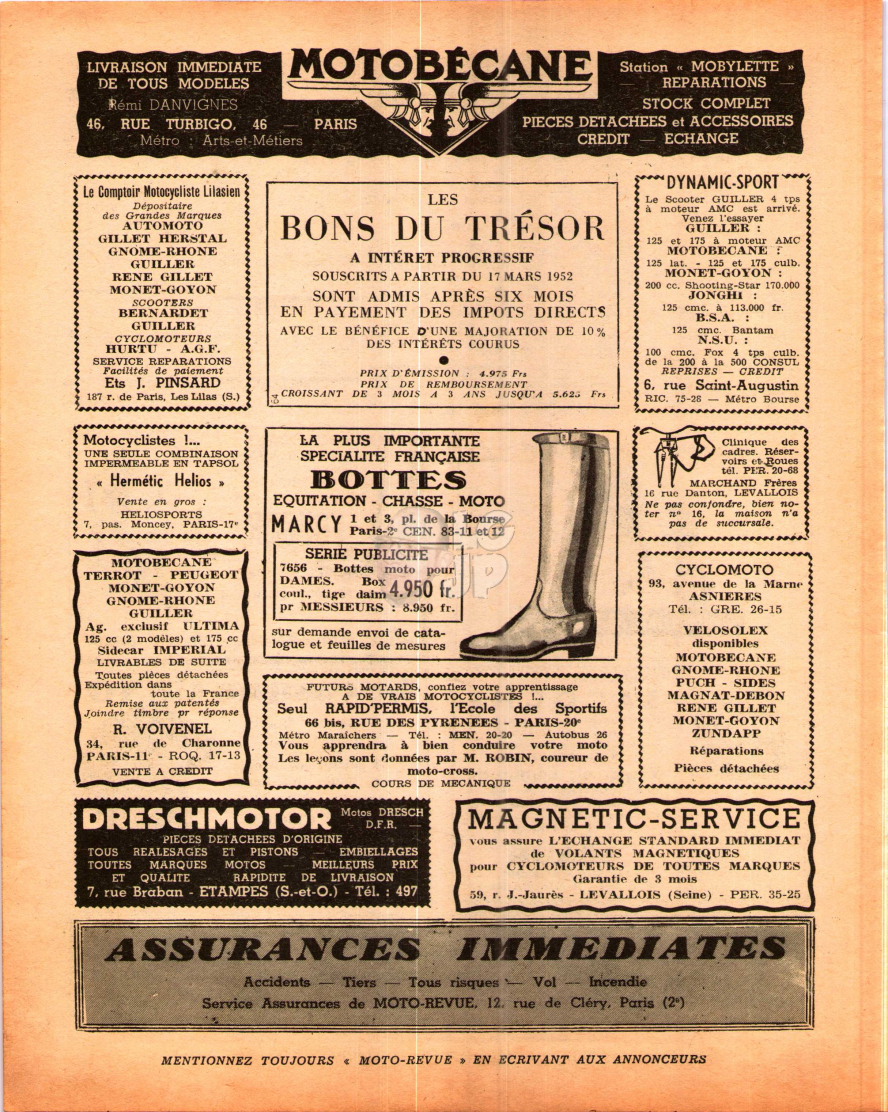 LIVRAISON IMMEDIATE
DE TOUS MODELES
Rémi DANVIGNES
46, RUE TURBIGO, 46 — PARIS
Métro : Arts-et-Métiers
MOTOBÉCANE
Station « MOBYLETTE »
— REPARATIONS —
STOCK COMPLET
PIECES DETACHEES et ACCESSOIRES
CREDIT — ECHANGE
Le Comptoir Motocycliste Lilasien
Dépositaire
des Grandes Marques
AUTOMOTO
GILLET HERSTAL
GNOME-RHONE
GUILLER
RENE GILLET
MONET-GOYON
SCOOTERS
BERNARDET
GUILLER
CYCLOMOTEURS
HURTU - A.G.F.
SERVICE REPARATIONS
Facilités de paiement
Ets J. PINSARD
187 r. de Paris, Les Lilas (S.)
LES
BONS DU TRÉSOR
A INTÉRET PROGRESSIF
SOUSCRITS A PARTIR DU 17 MARS 1952
SONT ADMIS APRÈS SIX MOIS
EN PAYEMENT DES IMPOTS DIRECTS
AVEC LE BÉNÉFICE D'UNE MAJORATION DE 10 %
DES INTÉRÊTS COURUS
PRIX D'ÉMISSION : 4.975 Frs
PRIX DE REMBOURSEMENT
CROISSANT DE 3 MOIS A 3 ANS JUSQU'A 5.625 Frs
DYNAMIC-SPORT
Le Scooter GUILLER 4 tps
à moteur AMC est arrivé.
Venez l'essayer
GUILLER :
125 et 175 à moteur AMC
MOTOBECANE :
125 lat. - 125 et 175 culb.
MONET-GOYON :
200 cc. Shooting-Star 170.000
JONGHI :
125 cmc. à 113.000 fr.
B.S.A. :
125 cmc. Bantam
N.S.U. :
100 cmc. Fox 4 tps culb.
de la 200 à la 500 CONSUL
REPRISES — CREDIT
6, rue Saint-Augustin
RIC. 75-28 — Métro Bourse
Motocyclistes !...
UNE SEULE COMBINAISON
IMPERMEABLE EN TAPSOL
« Hermétic Helios »
Vente en gros :
HELIOSPORTS
7, pas. Moncey, PARIS-17e
LA PLUS IMPORTANTE
SPECIALITE FRANÇAISE
BOTTES
EQUITATION - CHASSE - MOTO
MARCY 1 et 3, pl. de la Bourse
Paris-2e CEN. 83-11 et 12
SERIE PUBLICITE
7656 - Bottes moto pour
DAMES. Box
coul., tige daim 4.950 fr.
pr MESSIEURS : 8.950 fr.
sur demande envoi de cata-
logue et feuilles de mesures
Clinique des
cadres. Réser-
voirs et Roues
tél. PER. 20-68
MARCHAND Frères
16 rue Danton, LEVALLOIS
Ne pas confondre, bien no-
ter n° 16, la maison n'a
pas de succursale.
MOTOBECANE
TERROT - PEUGEOT
MONET-GOYON
GNOME-RHONE
GUILLER
Ag. exclusif ULTIMA
125 cc (2 modèles) et 175 cc
Sidecar IMPERIAL
LIVRABLES DE SUITE
Toutes pièces détachées
Expédition dans
toute la France
Remise aux patentés
Joindre timbre pr réponse
R. VOIVENEL
34, rue de Charonne
PARIS-11e - ROQ. 17-13
VENTE A CREDIT
FUTURS MOTARDS, confiez votre apprentissage
A DE VRAIS MOTOCYCLISTES !...
Seul RAPID'PERMIS, l'Ecole des Sportifs
66 bis, RUE DES PYRENEES - PARIS-20e
Métro Maraîchers — Tél. : MEN. 20-20 — Autobus 26
Vous apprendra à bien conduire votre moto
Les leçons sont données par M. ROBIN, coureur de
moto-cross.
COURS DE MECANIQUE
CYCLOMOTO
93, avenue de la Marne
ASNIERES
Tél. : GRE. 26-15
VELOSOLEX
disponibles
MOTOBECANE
GNOME-RHONE
PUCH - SIDES
MAGNAT-DEBON
RENE GILLET
MONET-GOYON
ZUNDAPP
Réparations
Pièces détachées
DRESCHMOTOR Motos DRESCH
D.F.R. —
PIECES DETACHEES D'ORIGINE
TOUS REALESAGES ET PISTONS — EMBIELLAGES
TOUTES MARQUES MOTOS — MEILLEURS PRIX
ET QUALITE — RAPIDITE DE LIVRAISON
7, rue Braban - ETAMPES (S.-et-O.) - Tél. : 497
MAGNETIC-SERVICE
vous assure L'ECHANGE STANDARD IMMEDIAT
de VOLANTS MAGNETIQUES
pour CYCLOMOTEURS DE TOUTES MARQUES
Garantie de 3 mois
59, r. J.-Jaurès - LEVALLOIS (Seine) - PER. 35-25
ASSURANCES IMMEDIATES
Accidents — Tiers — Tous risques — Vol — Incendie
Service Assurances de MOTO-REVUE, 12, rue de Cléry, Paris (2e)
MENTIONNEZ TOUJOURS « MOTO-REVUE » EN ECRIVANT AUX ANNONCEURS